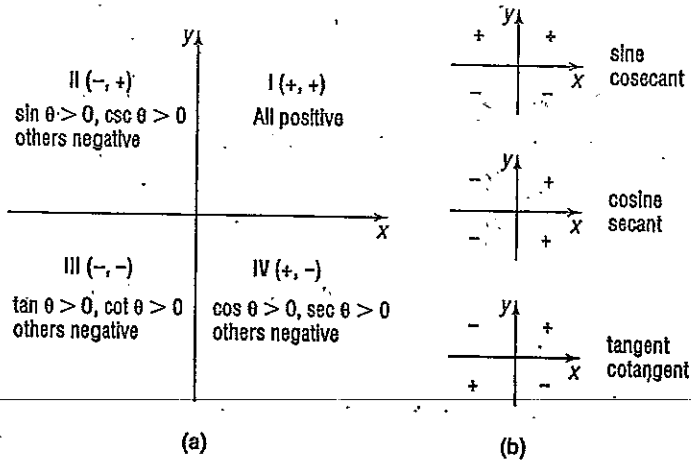 y
II (−, +)
sin θ > 0, csc θ > 0
others negative
I (+, +)
All positive
x
III (−, −)
tan θ > 0, cot θ > 0
others negative
IV (+, −)
cos θ > 0, sec θ > 0
others negative
(a)
y
+ +
x
− −
sine
cosecant
y
− +
x
− +
cosine
secant
y
− +
x
+ −
tangent
cotangent
(b)